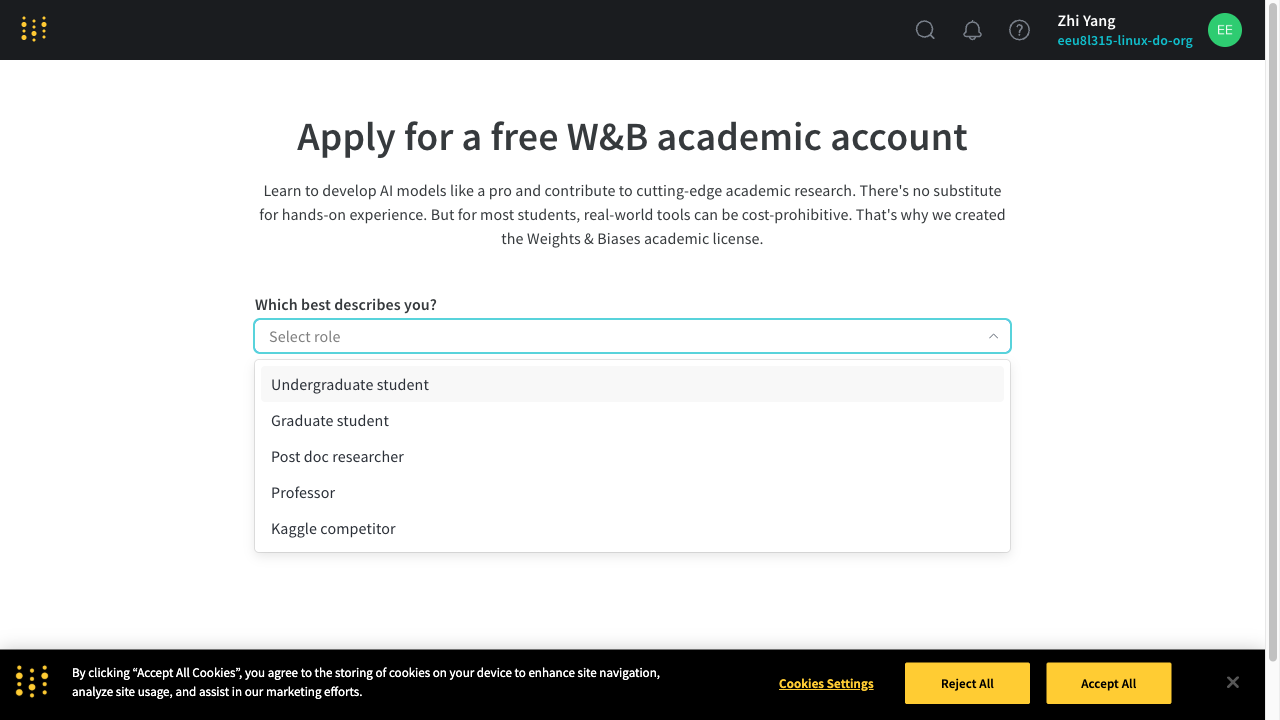 Zhi Yang
eeu8l315-linux-do-org
EE
Apply for a free W&B academic account
Learn to develop AI models like a pro and contribute to cutting-edge academic research. There's no substitute
for hands-on experience. But for most students, real-world tools can be cost-prohibitive. That's why we created
the Weights & Biases academic license.
Which best describes you?
Select role
Undergraduate student
Graduate student
Post doc researcher
Professor
Kaggle competitor
By clicking “Accept All Cookies”, you agree to the storing of cookies on your device to enhance site navigation,
analyze site usage, and assist in our marketing efforts.
Cookies Settings
Reject All
Accept All